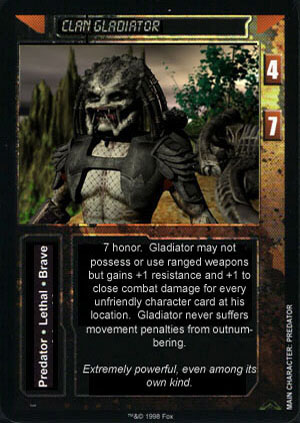 CLAN GLADIATOR
4
7
Predator • Lethal • Brave
7 honor. Gladiator may not
possess or use ranged weapons
but gains +1 resistance and +1 to
close combat damage for every
unfriendly character card at his
location. Gladiator never suffers
movement penalties from outnum-
bering.
Extremely powerful, even among its
own kind.
MAIN CHARACTER: PREDATOR
™&© 1998 Fox